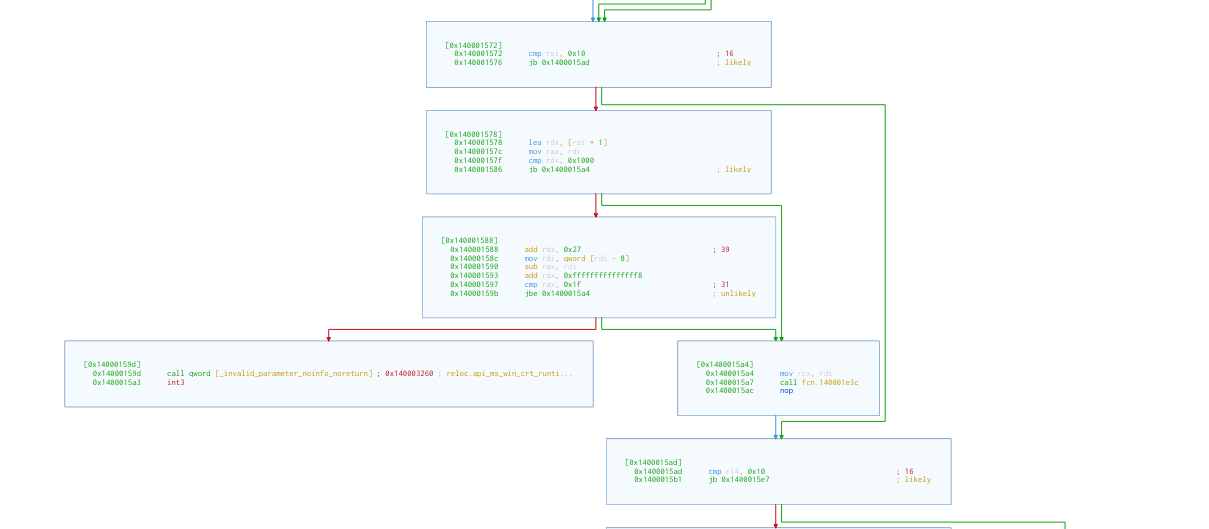 [0x140001572]
0x140001572 cmp rsi, 0x10 ; 16
0x140001576 jb 0x1400015ad ; likely
[0x140001578]
0x140001578 lea rdx, [rsi + 1]
0x14000157c mov rax, rdi
0x14000157f cmp rdx, 0x1000
0x140001586 jb 0x1400015a4 ; likely
[0x140001588]
0x140001588 add rdx, 0x27 ; 39
0x14000158c mov rdi, qword [rdi - 8]
0x140001590 sub rax, rdi
0x140001593 add rax, 0xfffffffffffffff8
0x140001597 cmp rax, 0x1f ; 31
0x14000159b jbe 0x1400015a4 ; unlikely
[0x14000159d]
0x14000159d call qword [_invalid_parameter_noinfo_noreturn] ; 0x140003260 ; reloc.api_ms_win_crt_runti...
0x1400015a3 int3
[0x1400015a4]
0x1400015a4 mov rcx, rdi
0x1400015a7 call fcn.140001e3c
0x1400015ac nop
[0x1400015ad]
0x1400015ad cmp r14, 0x10 ; 16
0x1400015b1 jb 0x1400015e7 ; likely